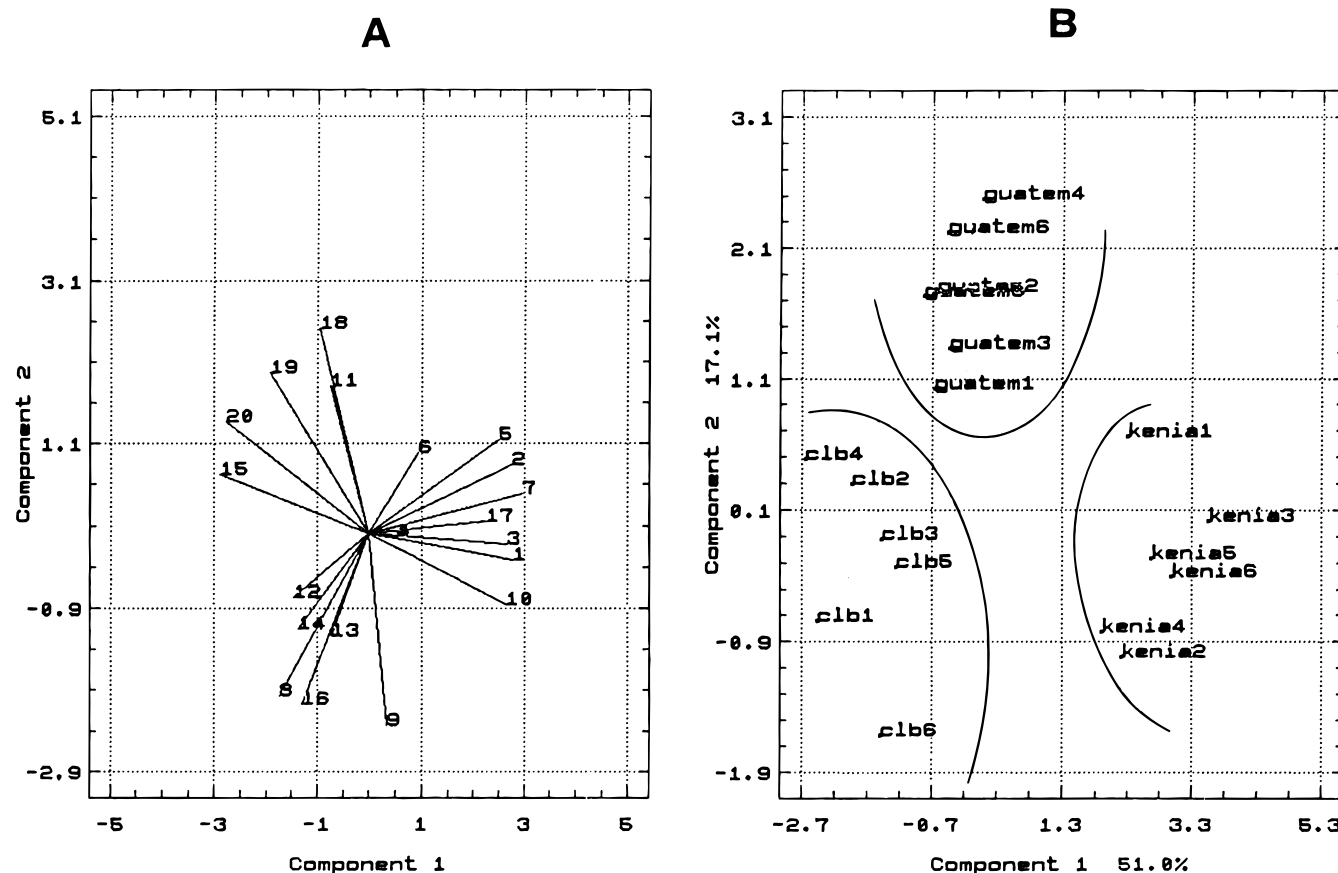 A
5.1
3.1
1.1
-0.9
-2.9
Component 2
18
19
11
20
6
5
2
15
7
17
3
1
12
10
14
13
8
16
9
-5
-3
-1
1
3
5
Component 1
B
3.1
2.1
1.1
0.1
-0.9
-1.9
Component 2 17.1%
guatem4
guatem6
guatem2
guatem3
guatem1
kenia1
clb4
clb2
kenia3
clb3
kenia5
clb5
kenia6
clb1
kenia4
kenia2
clb6
-2.7
-0.7
1.3
3.3
5.3
Component 1 51.0%